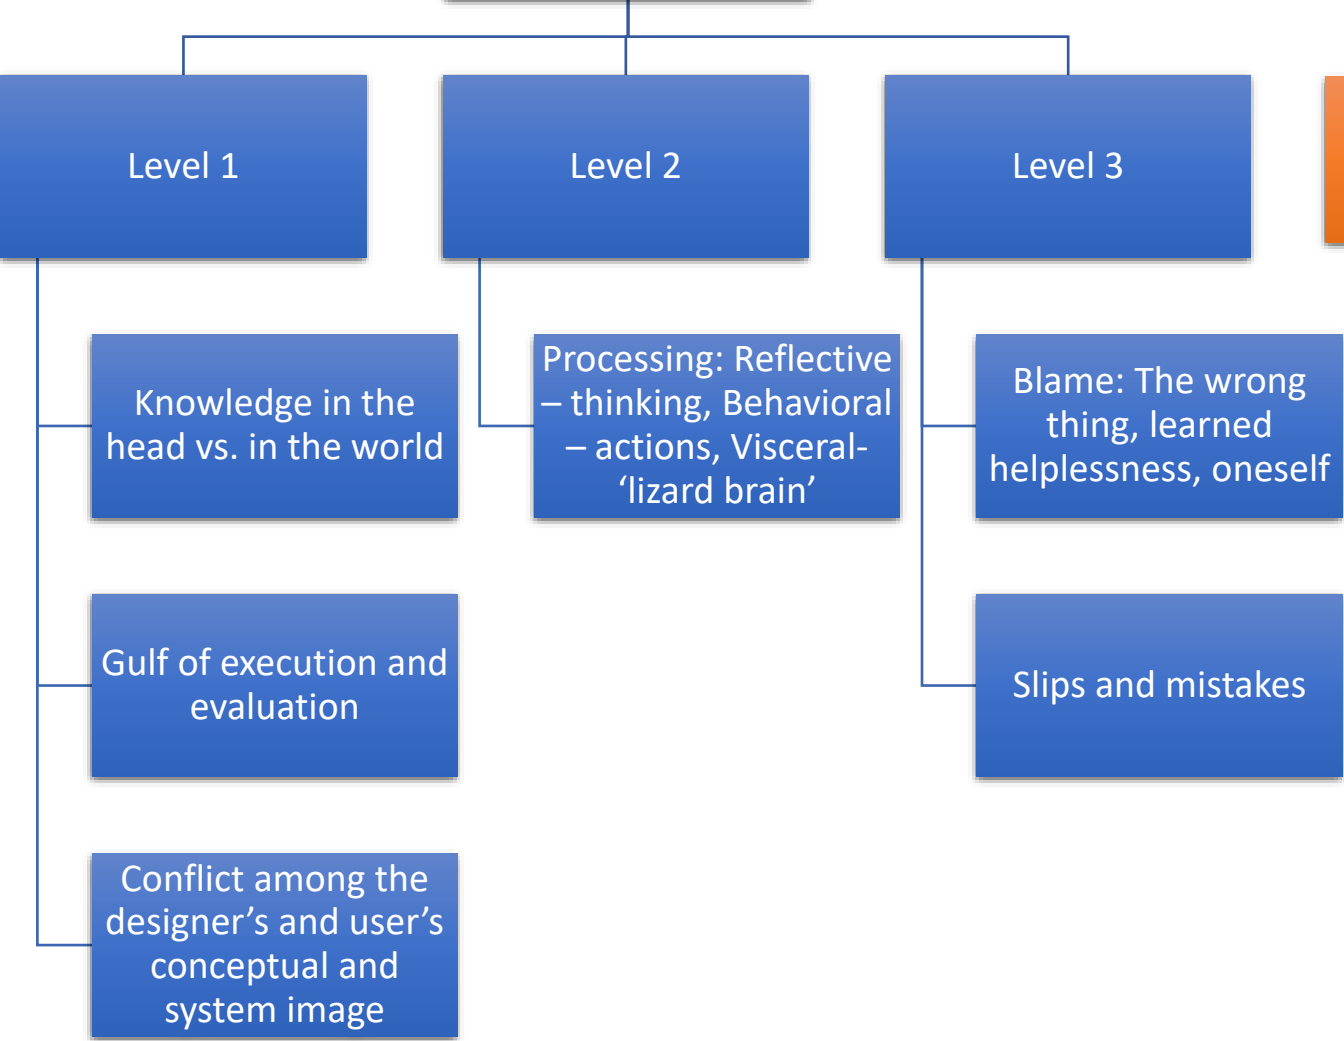 Level 1
Level 2
Level 3
Knowledge in the
head vs. in the world
Processing: Reflective
– thinking, Behavioral
– actions, Visceral-
‘lizard brain’
Blame: The wrong
thing, learned
helplessness, oneself
Gulf of execution and
evaluation
Slips and mistakes
Conflict among the
designer’s and user’s
conceptual and
system image